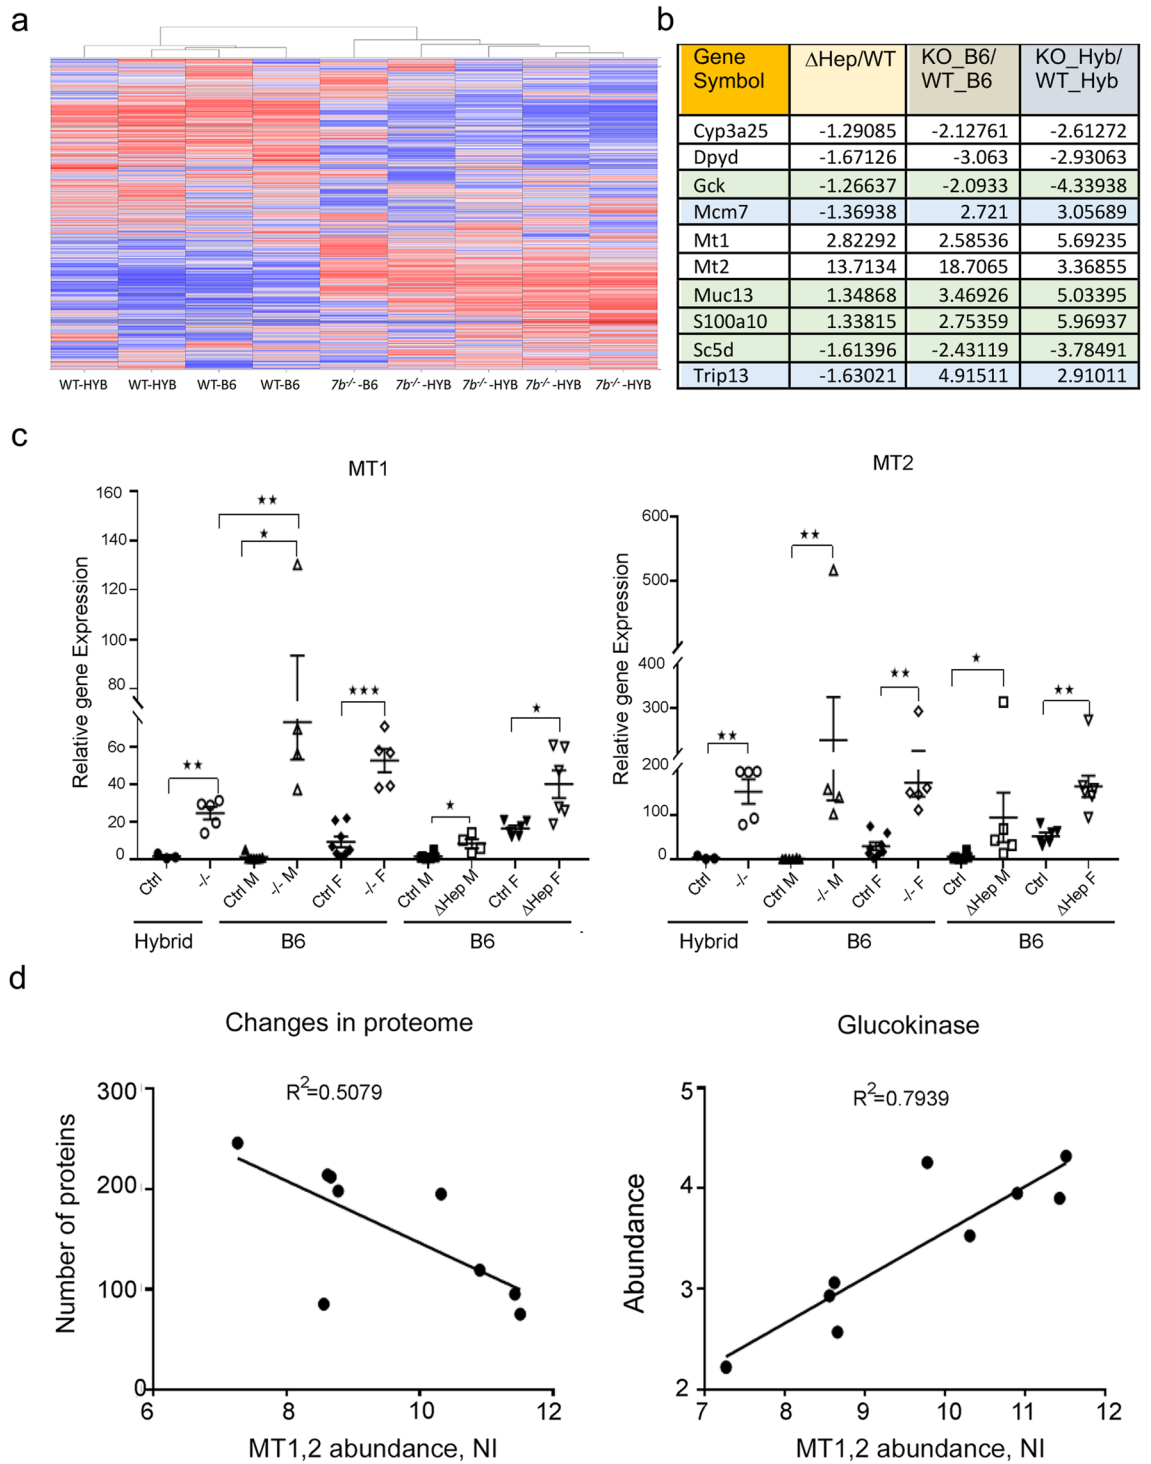 a
WT-HYB WT-HYB WT-B6 WT-B6 7b-/- -B6 7b-/- -HYB 7b-/- -HYB 7b-/- -HYB 7b-/- -HYB
b
Gene Symbol ΔHep/WT KO_B6/ WT_B6 KO_Hyb/ WT_Hyb
Cyp3a25 -1.29085 -2.12761 -2.61272
Dpyd -1.67126 -3.063 -2.93063
Gck -1.26637 -2.0933 -4.33938
Mcm7 -1.36938 2.721 3.05689
Mt1 2.82292 2.58536 5.69235
Mt2 13.7134 18.7065 3.36855
Muc13 1.34868 3.46926 5.03395
S100a10 1.33815 2.75359 5.96937
Sc5d -1.61396 -2.43119 -3.78491
Trip13 -1.63021 4.91511 2.91011
c
MT1
Relative gene Expression
160
140
120
100
80
60
40
20
0
★★
★★
★
★★★
★
★
Ctrl -/- Ctrl M -/- M Ctrl F -/- F Ctrl M ΔHep M Ctrl F ΔHep F
Hybrid B6 B6
MT2
Relative gene Expression
600
500
400
300
200
100
0
★★
★★
★★
★
★★
Ctrl -/- Ctrl M -/- M Ctrl F -/- F Ctrl ΔHep M Ctrl ΔHep F
Hybrid B6 B6
d
Changes in proteome
R2=0.5079
Number of proteins
300
200
100
0
6 8 10 12
MT1,2 abundance, NI
Glucokinase
R2=0.7939
Abundance
5
4
3
2
7 8 9 10 11 12
MT1,2 abundance, NI